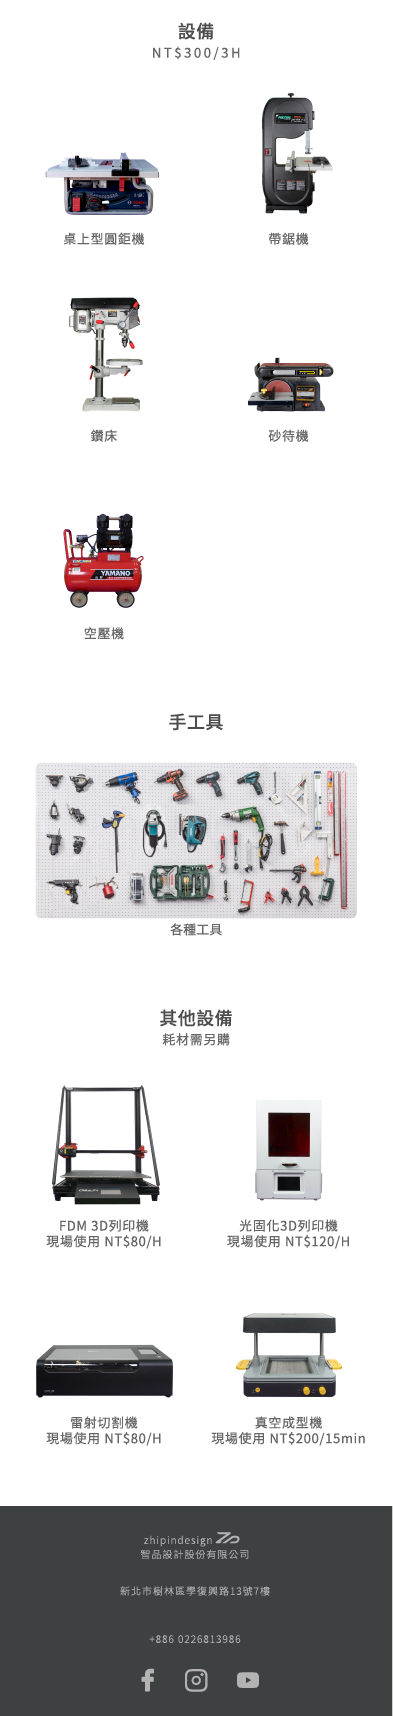 設備
NT$300/3H
桌上型圓鉅機
帶鋸機
鑽床
砂待機
YAMANO
空壓機
手工具
各種工具
其他設備
耗材需另購
FDM 3D列印機
現場使用 NT$80/H
光固化3D列印機
現場使用 NT$120/H
雷射切割機
現場使用 NT$80/H
真空成型機
現場使用 NT$200/15min
zhipindesign
智品設計股份有限公司
新北市樹林區學復興路13號7樓
+886 0226813986